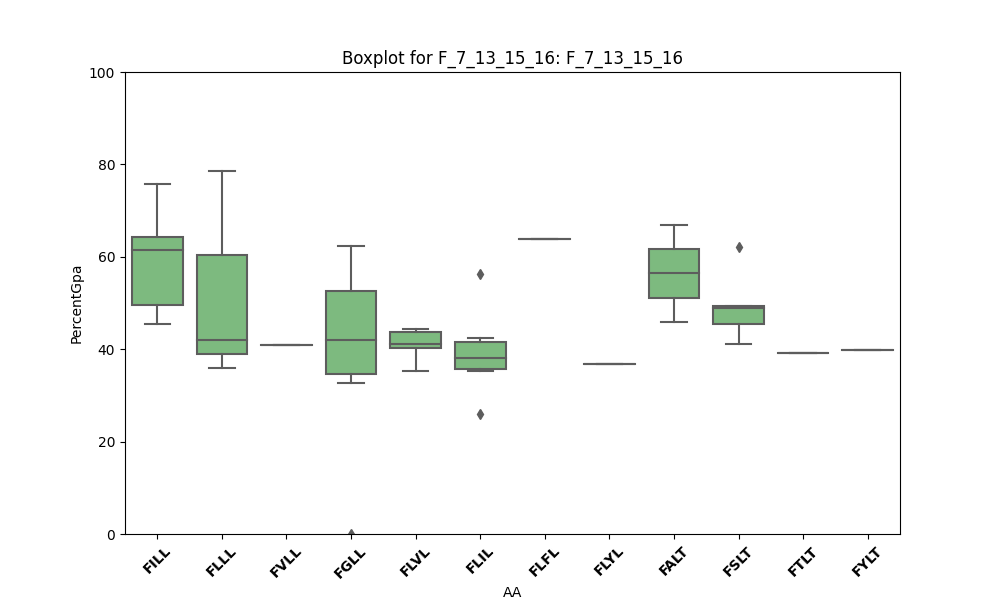 Boxplot for F_7_13_15_16: F_7_13_15_16
100
80
60
40
20
0
PercentGpa
FILL
FLLL
FVLL
FGLL
FLVL
FLIL
FLFL
FLYL
FALT
FSLT
FTLT
FYLT
AA